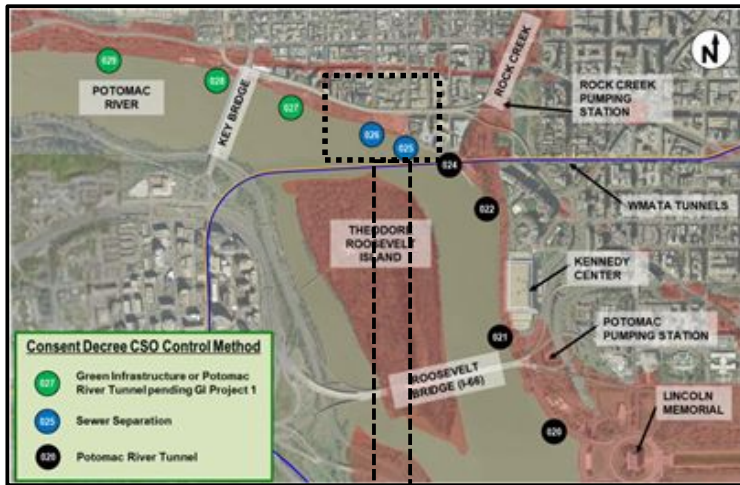 029
028
027
026
025
024
022
021
020
POTOMAC
RIVER
KEY BRIDGE
ROCK CREEK
N
ROCK CREEK
PUMPING
STATION
WMATA TUNNELS
THEODORE
ROOSEVELT
ISLAND
KENNEDY
CENTER
POTOMAC
PUMPING STATION
ROOSEVELT
BRIDGE (I-66)
LINCOLN
MEMORIAL
Consent Decree CSO Control Method
027
Green Infrastructure or Potomac
River Tunnel pending GI Project 1
025
Sewer Separation
020
Potomac River Tunnel